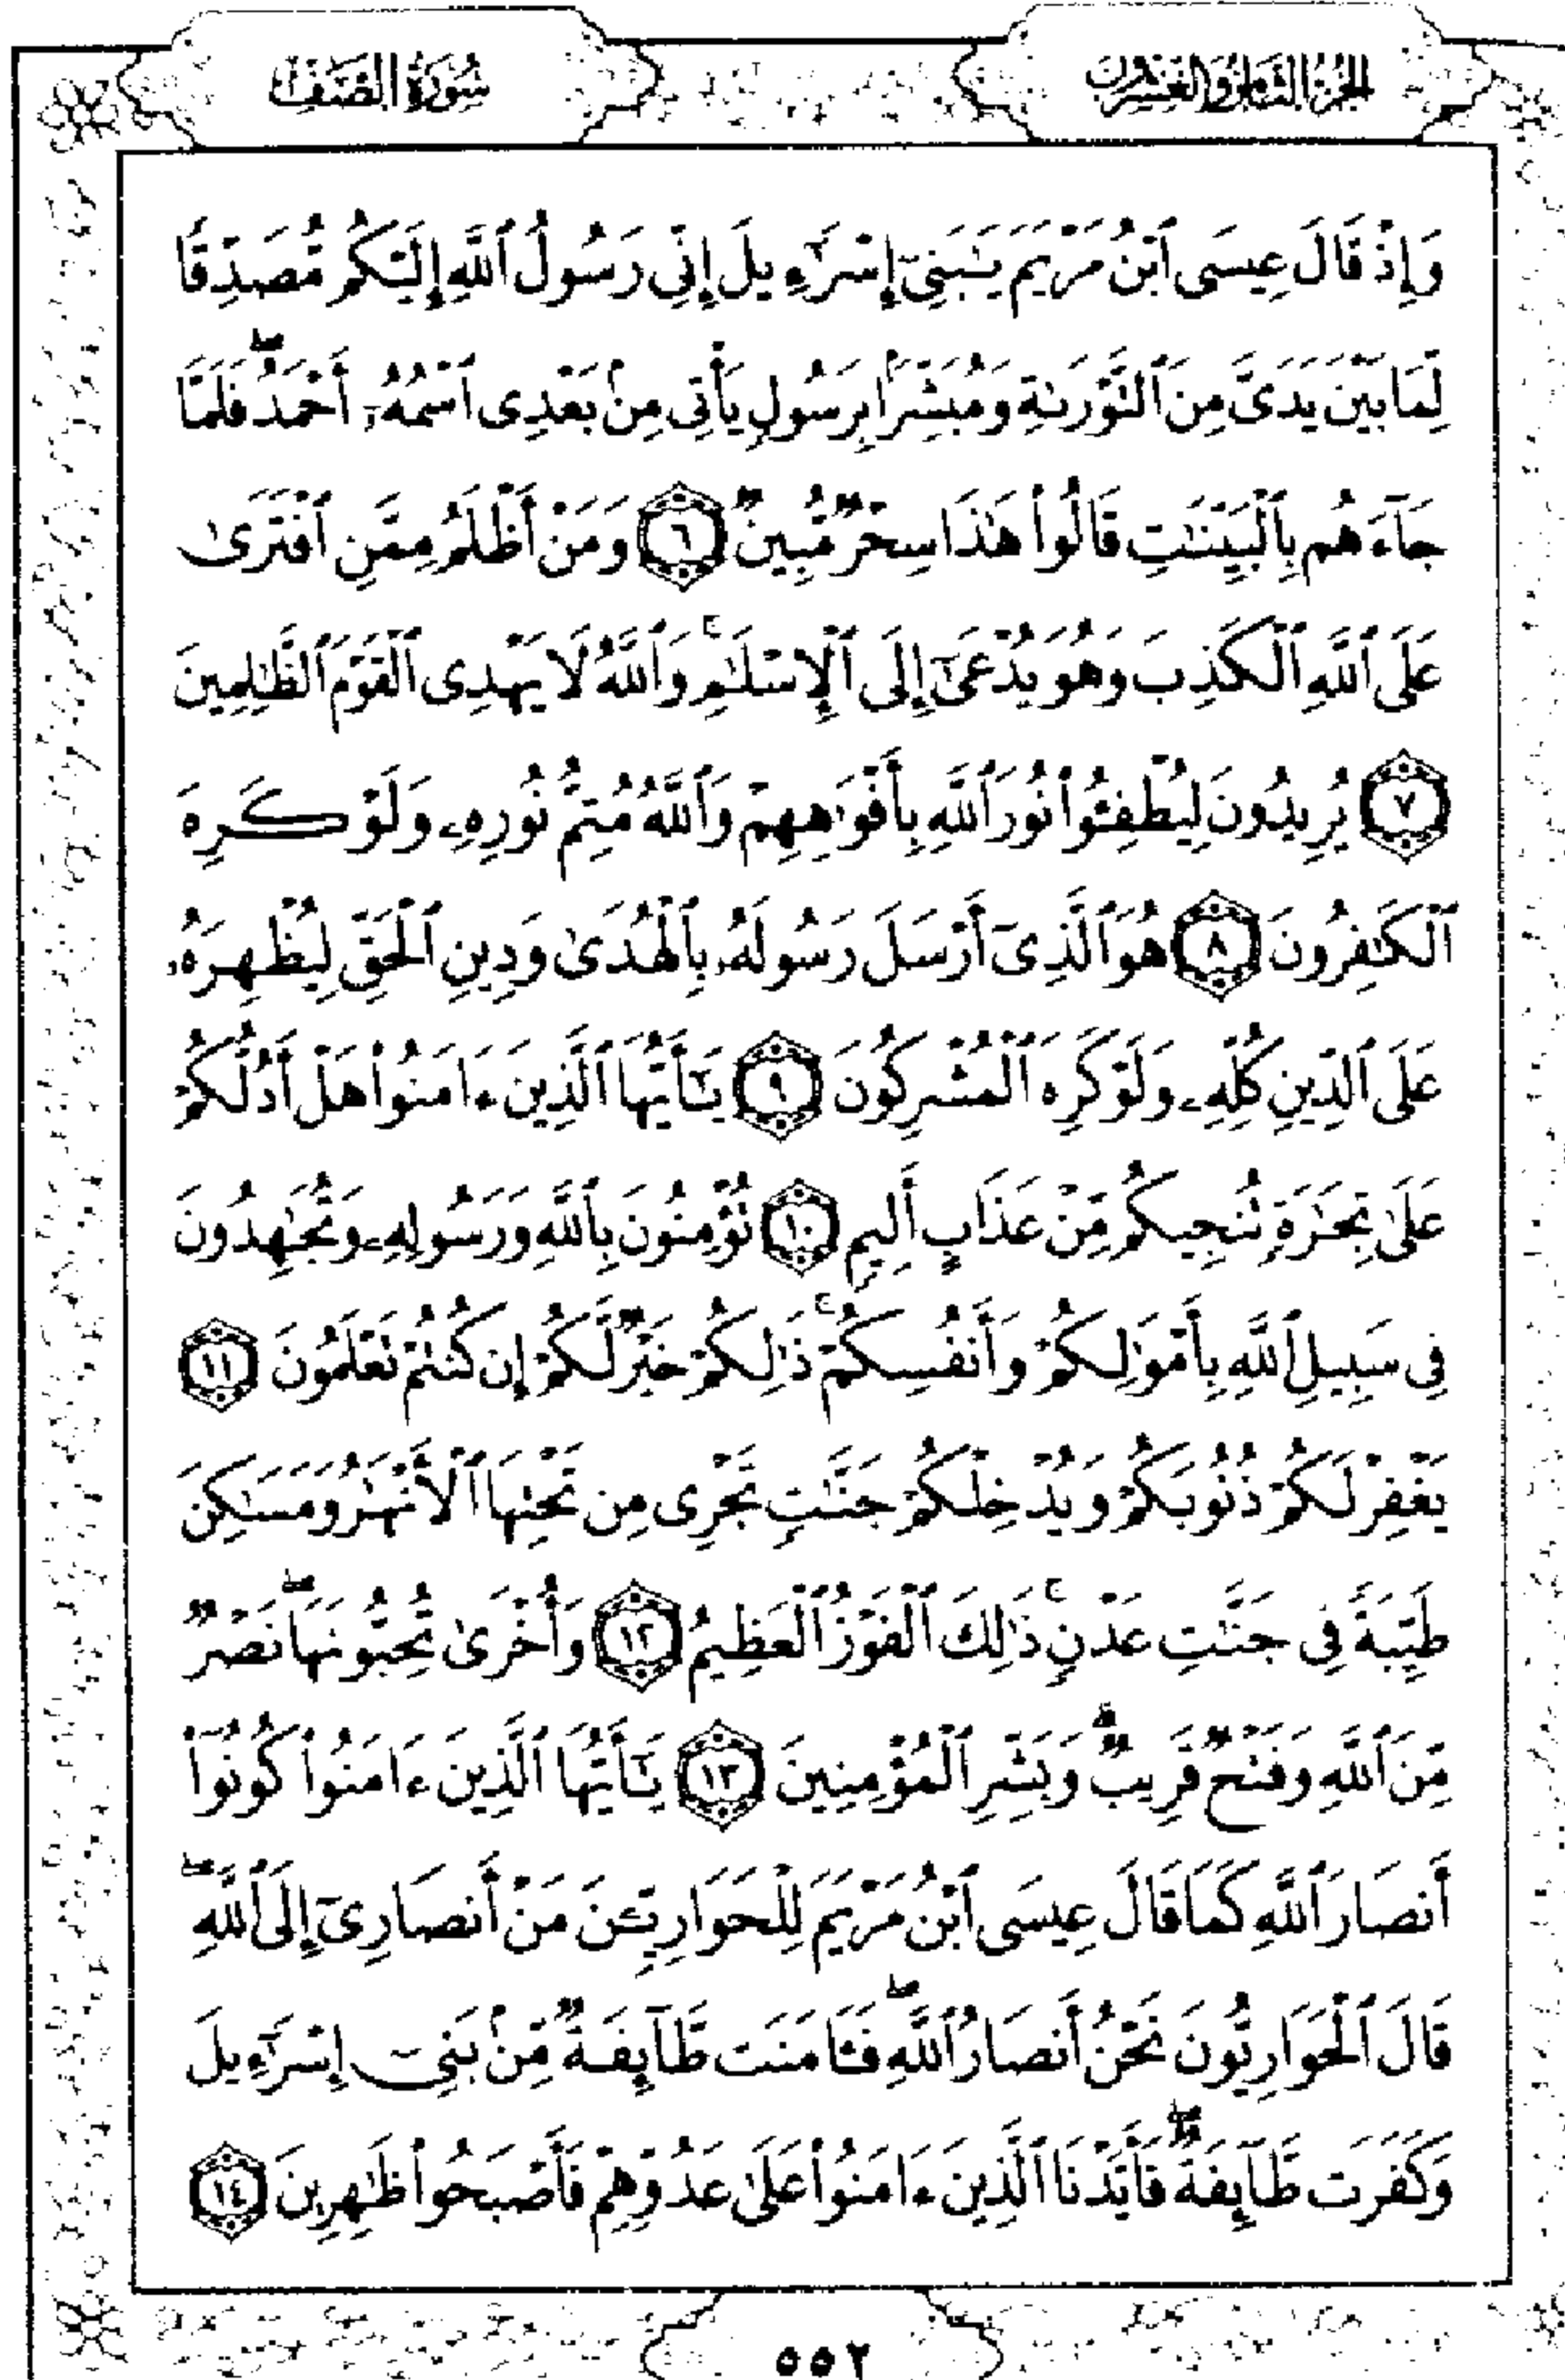 الجزء الثامن والعشرون
سورة الصف
وَإِذْ قَالَ عِيسَى ٱبْنُ مَرْيَمَ يَـٰبَنِىٓ إِسْرَٰٓءِيلَ إِنِّى رَسُولُ ٱللَّهِ إِلَيْكُم مُّصَدِّقًا
لِّمَا بَيْنَ يَدَىَّ مِنَ ٱلتَّوْرَىٰةِ وَمُبَشِّرًۢا بِرَسُولٍ يَأْتِى مِنۢ بَعْدِى ٱسْمُهُۥٓ أَحْمَدُ ۖ فَلَمَّا
جَآءَهُم بِٱلْبَيِّنَـٰتِ قَالُوا۟ هَـٰذَا سِحْرٌ مُّبِينٌ ٦ وَمَنْ أَظْلَمُ مِمَّنِ ٱفْتَرَىٰ
عَلَى ٱللَّهِ ٱلْكَذِبَ وَهُوَ يُدْعَىٰٓ إِلَى ٱلْإِسْلَـٰمِ ۚ وَٱللَّهُ لَا يَهْدِى ٱلْقَوْمَ ٱلظَّـٰلِمِينَ
٧ يُرِيدُونَ لِيُطْفِـُٔوا۟ نُورَ ٱللَّهِ بِأَفْوَٰهِهِمْ وَٱللَّهُ مُتِمُّ نُورِهِۦ وَلَوْ كَرِهَ
ٱلْكَـٰفِرُونَ ٨ هُوَ ٱلَّذِىٓ أَرْسَلَ رَسُولَهُۥ بِٱلْهُدَىٰ وَدِينِ ٱلْحَقِّ لِيُظْهِرَهُۥ
عَلَى ٱلدِّينِ كُلِّهِۦ وَلَوْ كَرِهَ ٱلْمُشْرِكُونَ ٩ يَـٰٓأَيُّهَا ٱلَّذِينَ ءَامَنُوا۟ هَلْ أَدُلُّكُمْ
عَلَىٰ تِجَـٰرَةٍ تُنجِيكُم مِّنْ عَذَابٍ أَلِيمٍ ١٠ تُؤْمِنُونَ بِٱللَّهِ وَرَسُولِهِۦ وَتُجَـٰهِدُونَ
فِى سَبِيلِ ٱللَّهِ بِأَمْوَٰلِكُمْ وَأَنفُسِكُمْ ۚ ذَٰلِكُمْ خَيْرٌ لَّكُمْ إِن كُنتُمْ تَعْلَمُونَ ١١
يَغْفِرْ لَكُمْ ذُنُوبَكُمْ وَيُدْخِلْكُمْ جَنَّـٰتٍ تَجْرِى مِن تَحْتِهَا ٱلْأَنْهَـٰرُ وَمَسَـٰكِنَ
طَيِّبَةً فِى جَنَّـٰتِ عَدْنٍ ۚ ذَٰلِكَ ٱلْفَوْزُ ٱلْعَظِيمُ ١٢ وَأُخْرَىٰ تُحِبُّونَهَا ۖ نَصْرٌ
مِّنَ ٱللَّهِ وَفَتْحٌ قَرِيبٌ ۗ وَبَشِّرِ ٱلْمُؤْمِنِينَ ١٣ يَـٰٓأَيُّهَا ٱلَّذِينَ ءَامَنُوا۟ كُونُوٓا۟
أَنصَارَ ٱللَّهِ كَمَا قَالَ عِيسَى ٱبْنُ مَرْيَمَ لِلْحَوَارِيِّـۧنَ مَنْ أَنصَارِىٓ إِلَى ٱللَّهِ ۖ
قَالَ ٱلْحَوَارِيُّونَ نَحْنُ أَنصَارُ ٱللَّهِ ۖ فَـَٔامَنَت طَّآئِفَةٌ مِّنۢ بَنِىٓ إِسْرَٰٓءِيلَ
وَكَفَرَت طَّآئِفَةٌ ۖ فَأَيَّدْنَا ٱلَّذِينَ ءَامَنُوا۟ عَلَىٰ عَدُوِّهِمْ فَأَصْبَحُوا۟ ظَـٰهِرِينَ ١٤
٥٥٢